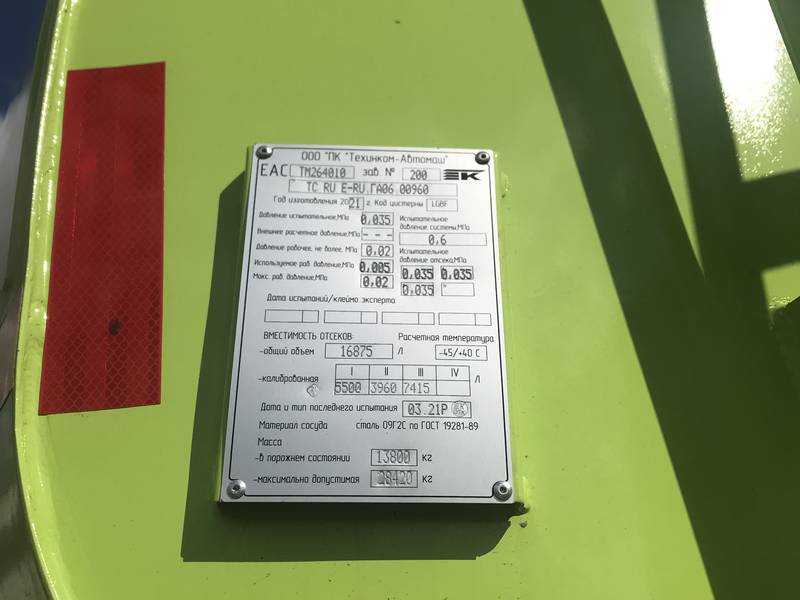 ООО "ПК "Техинком-Автомаш"
EAC ТМ264010 зав. № 200
ТС RU E-RU.ГА06.00960
Год изготовления 2021 г. Код цистерны LGBF
Давление испытательное,МПа 0,035 Испытательное давление системы,МПа
Внешнее расчетное давление,МПа - - - 0,6
Давление рабочее, не более, МПа 0,02 Испытательное давление отсека,МПа
Используемое раб. давление,МПа 0,005 0,035 0,035
Макс. раб. давление,МПа 0,02 0,035 -
Дата испытаний/клеймо эксперта
ВМЕСТИМОСТЬ ОТСЕКОВ: Расчетная температура
-общий объем 16875 Л -45/+40 С
I II III IV
-калиброванная 5500 3960 7415 Л
Дата и тип последнего испытания 03.21Р
Материал сосуда сталь 09Г2С по ГОСТ 19281-89
Масса
-в порожнем состоянии 13800 кг
-максимально допустимая 28420 кг